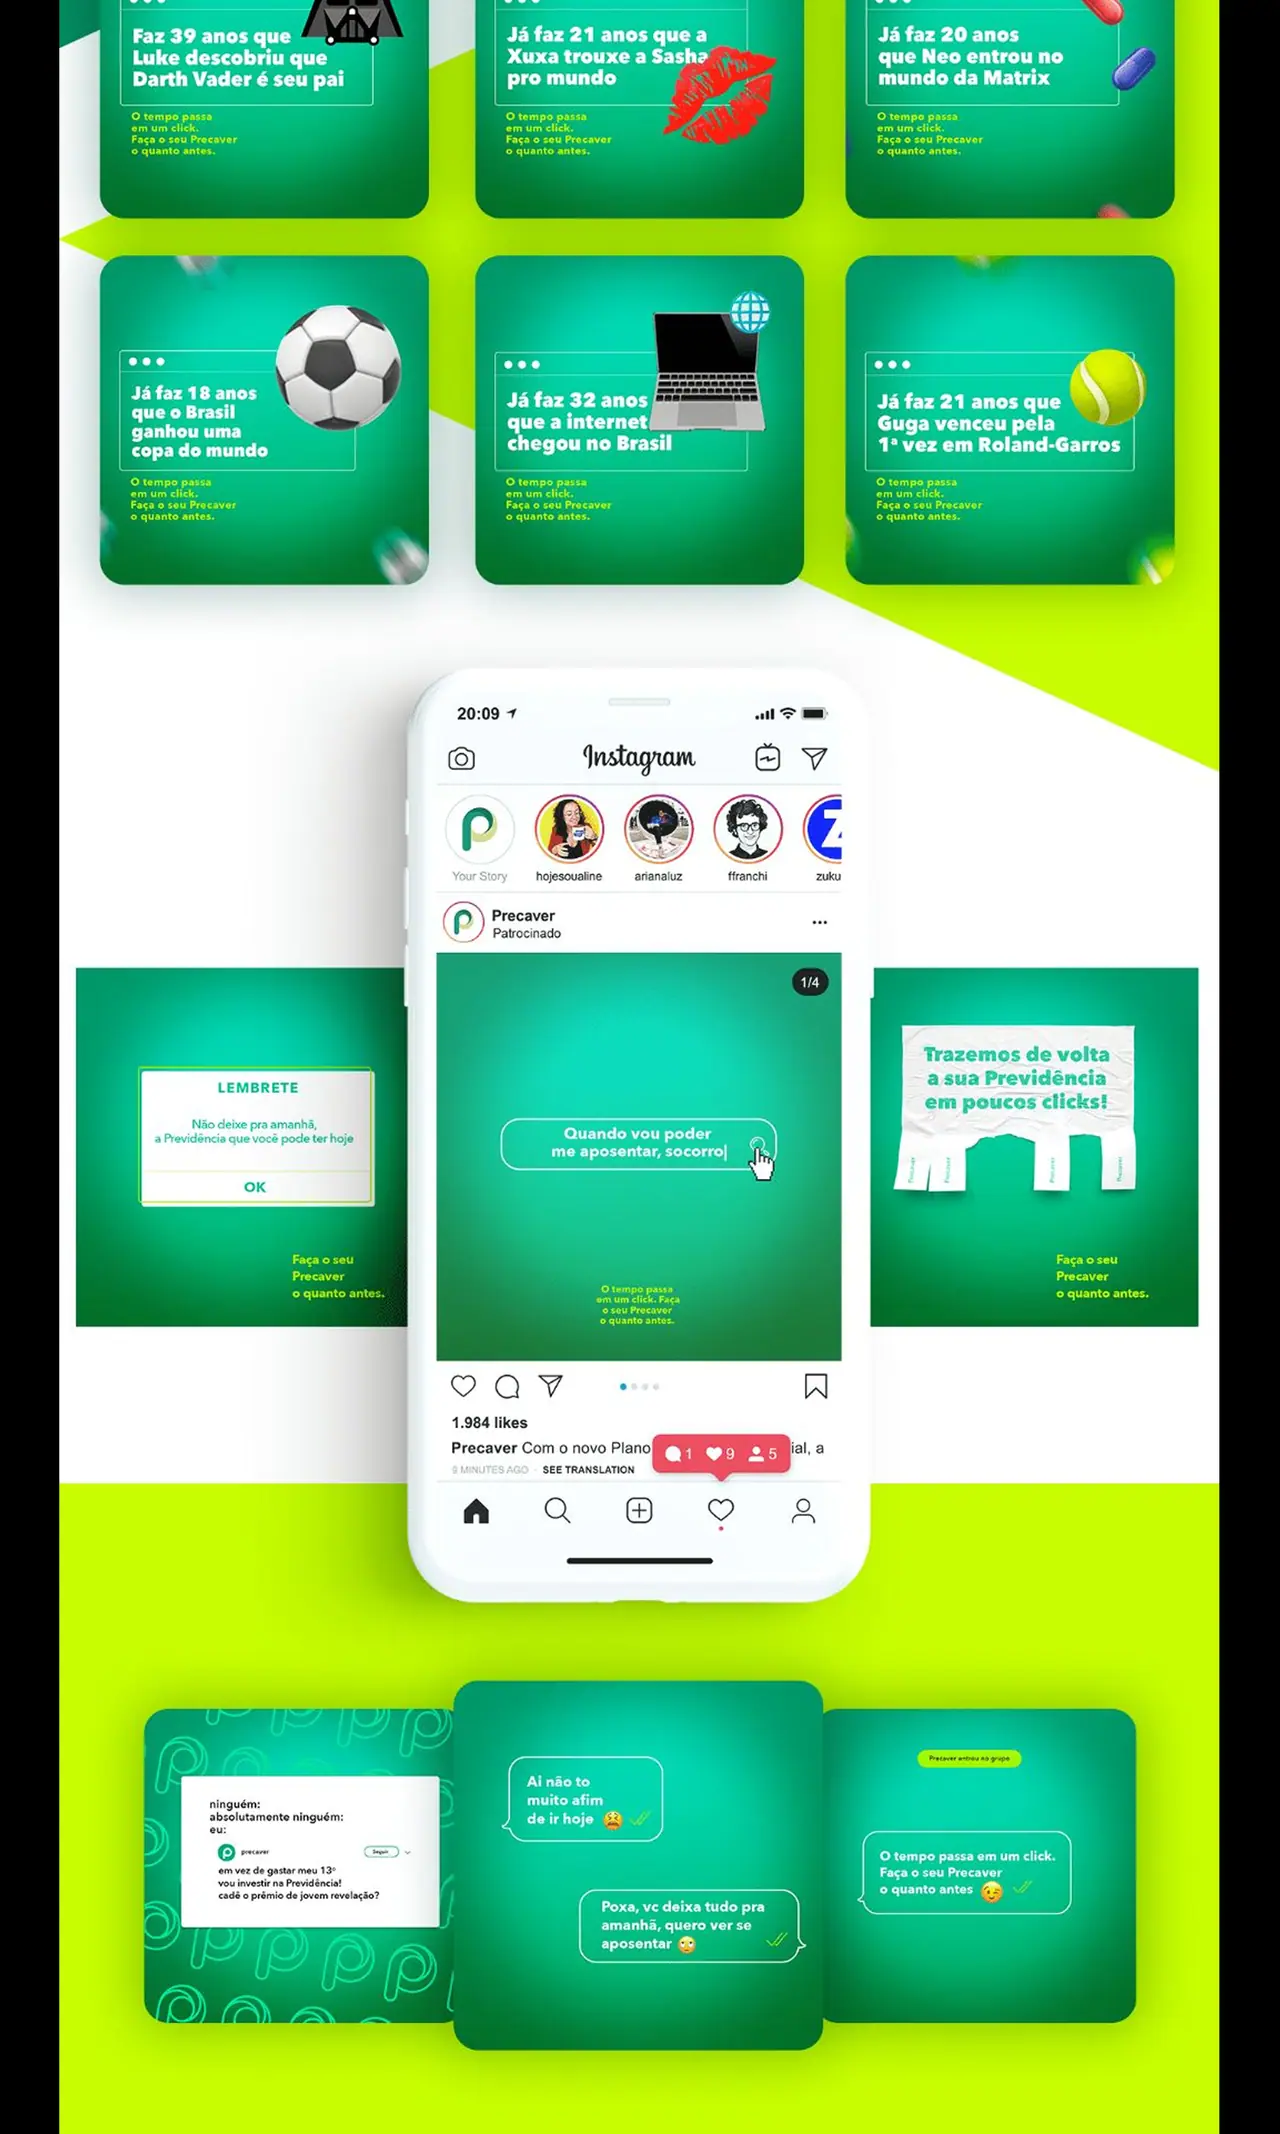 Faz 39 anos que
Luke descobriu que
Darth Vader é seu pai
O tempo passa
em um click.
Faça o seu Precaver
o quanto antes.
Já faz 21 anos que a
Xuxa trouxe a Sasha
pro mundo
O tempo passa
em um click.
Faça o seu Precaver
o quanto antes.
Já faz 20 anos
que Neo entrou no
mundo da Matrix
O tempo passa
em um click.
Faça o seu Precaver
o quanto antes.
Já faz 18 anos
que o Brasil
ganhou uma
copa do mundo
O tempo passa
em um click.
Faça o seu Precaver
o quanto antes.
Já faz 32 anos
que a internet
chegou no Brasil
O tempo passa
em um click.
Faça o seu Precaver
o quanto antes.
Já faz 21 anos que
Guga venceu pela
1ª vez em Roland-Garros
O tempo passa
em um click.
Faça o seu Precaver
o quanto antes.
20:09
Instagram
Your Story hojesoualine arianaluz ffranchi zuku
Precaver
Patrocinado
1/4
Quando vou poder
me aposentar, socorro|
O tempo passa
em um click. Faça
o seu Precaver
o quanto antes.
1.984 likes
Precaver Com o novo Plano ial, a
1 9 5
9 MINUTES AGO · SEE TRANSLATION
LEMBRETE
Não deixe pra amanhã,
a Previdência que você pode ter hoje
OK
Faça o seu
Precaver
o quanto antes.
Trazemos de volta
a sua Previdência
em poucos clicks!
Precaver
Precaver
Precaver
Precaver
Faça o seu
Precaver
o quanto antes.
ninguém:
absolutamente ninguém:
eu:
precaver Seguir
em vez de gastar meu 13º
vou investir na Previdência!
cadê o prêmio de jovem revelação?
Ai não to
muito afim
de ir hoje 😫
Poxa, vc deixa tudo pra
amanhã, quero ver se
aposentar 🙄
Precaver entrou no grupo
O tempo passa em um click.
Faça o seu Precaver
o quanto antes 😉